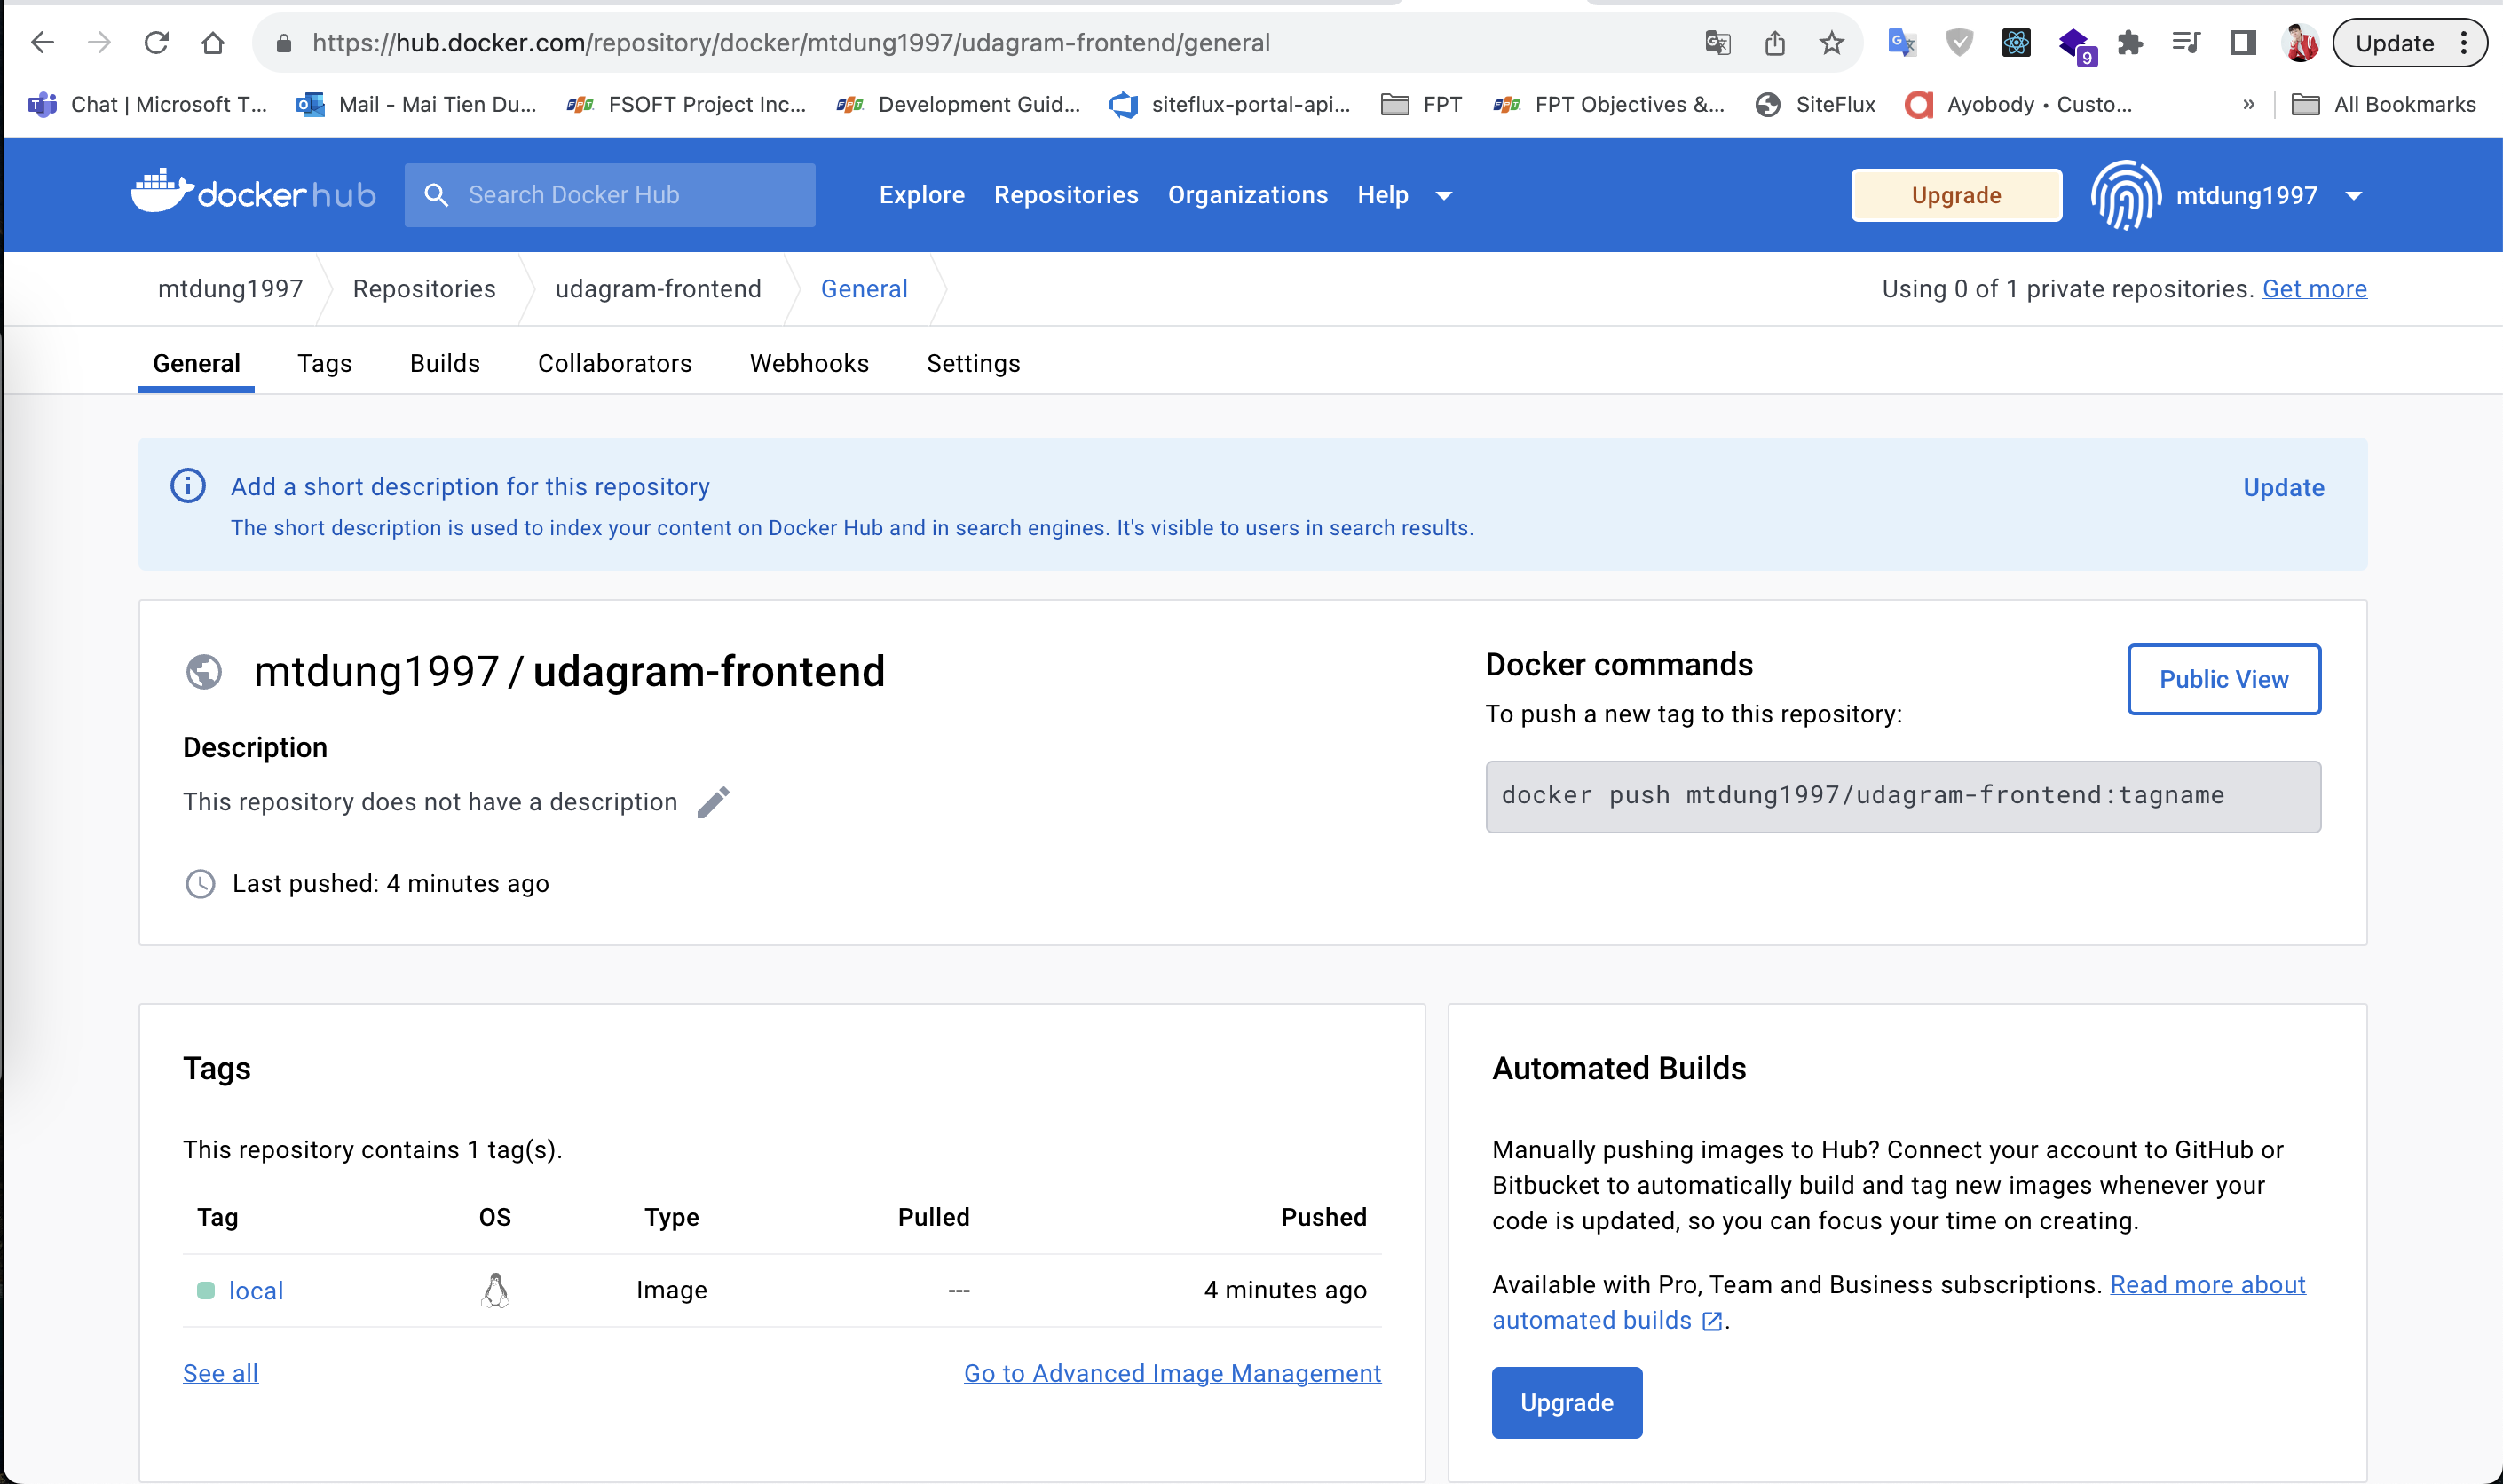 https://hub.docker.com/repository/docker/mtdung1997/udagram-frontend/general
9
Update
Chat | Microsoft T...
Mail - Mai Tien Du...
FSOFT Project Inc...
Development Guid...
siteflux-portal-api...
FPT
FPT Objectives &...
SiteFlux
Ayobody • Custo...
»
All Bookmarks
dockerhub
Search Docker Hub
Explore
Repositories
Organizations
Help
Upgrade
mtdung1997
mtdung1997
Repositories
udagram-frontend
General
Using 0 of 1 private repositories. Get more
General
Tags
Builds
Collaborators
Webhooks
Settings
Add a short description for this repository
Update
The short description is used to index your content on Docker Hub and in search engines. It's visible to users in search results.
mtdung1997 / udagram-frontend
Description
This repository does not have a description
Last pushed: 4 minutes ago
Docker commands
Public View
To push a new tag to this repository:
docker push mtdung1997/udagram-frontend:tagname
Tags
This repository contains 1 tag(s).
Tag OS Type Pulled Pushed
local Image --- 4 minutes ago
See all
Go to Advanced Image Management
Automated Builds
Manually pushing images to Hub? Connect your account to GitHub or
Bitbucket to automatically build and tag new images whenever your
code is updated, so you can focus your time on creating.
Available with Pro, Team and Business subscriptions. Read more about
automated builds .
Upgrade